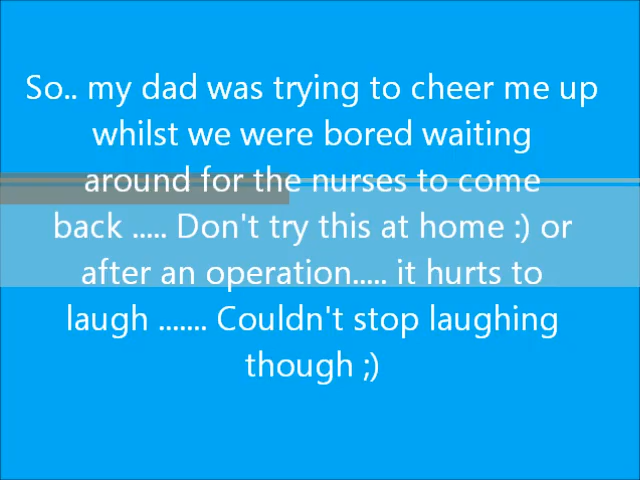 So.. my dad was trying to cheer me up
whilst we were bored waiting
around for the nurses to come
back ..... Don't try this at home :) or
after an operation..... it hurts to
laugh ....... Couldn't stop laughing
though ;)